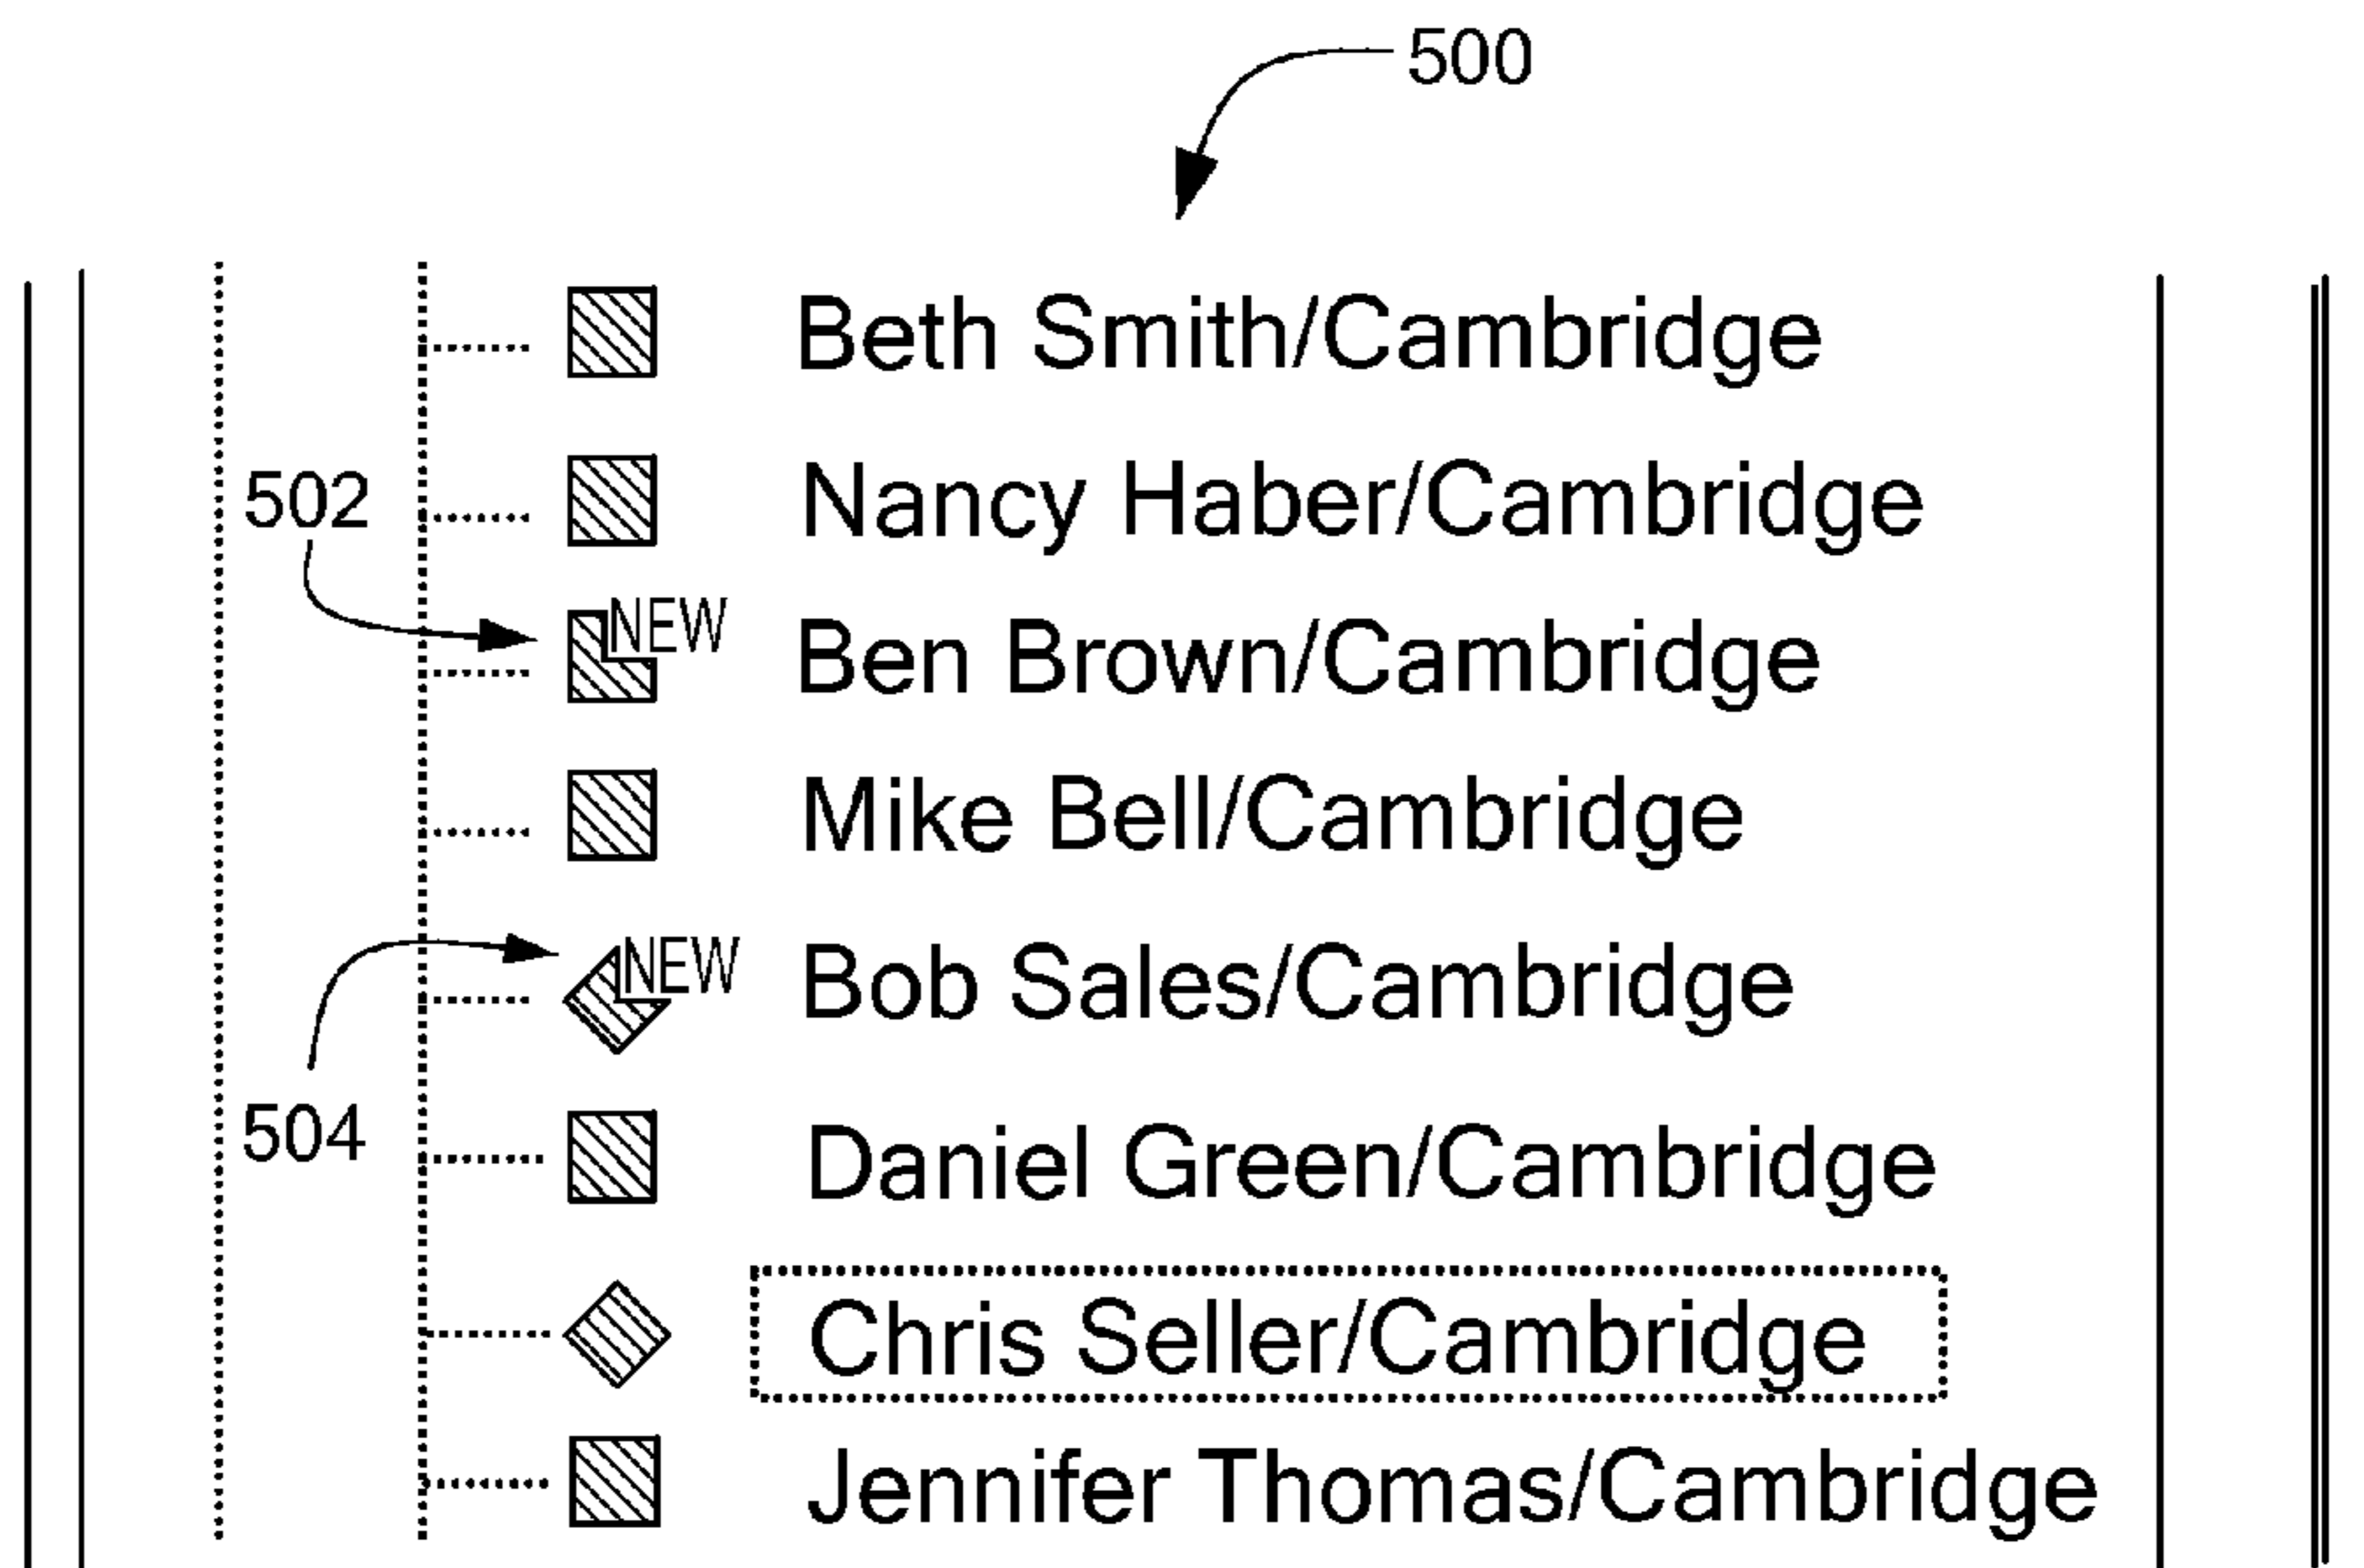 500
Beth Smith/Cambridge
502
Nancy Haber/Cambridge
NEW
Ben Brown/Cambridge
Mike Bell/Cambridge
NEW
Bob Sales/Cambridge
504
Daniel Green/Cambridge
Chris Seller/Cambridge
Jennifer Thomas/Cambridge